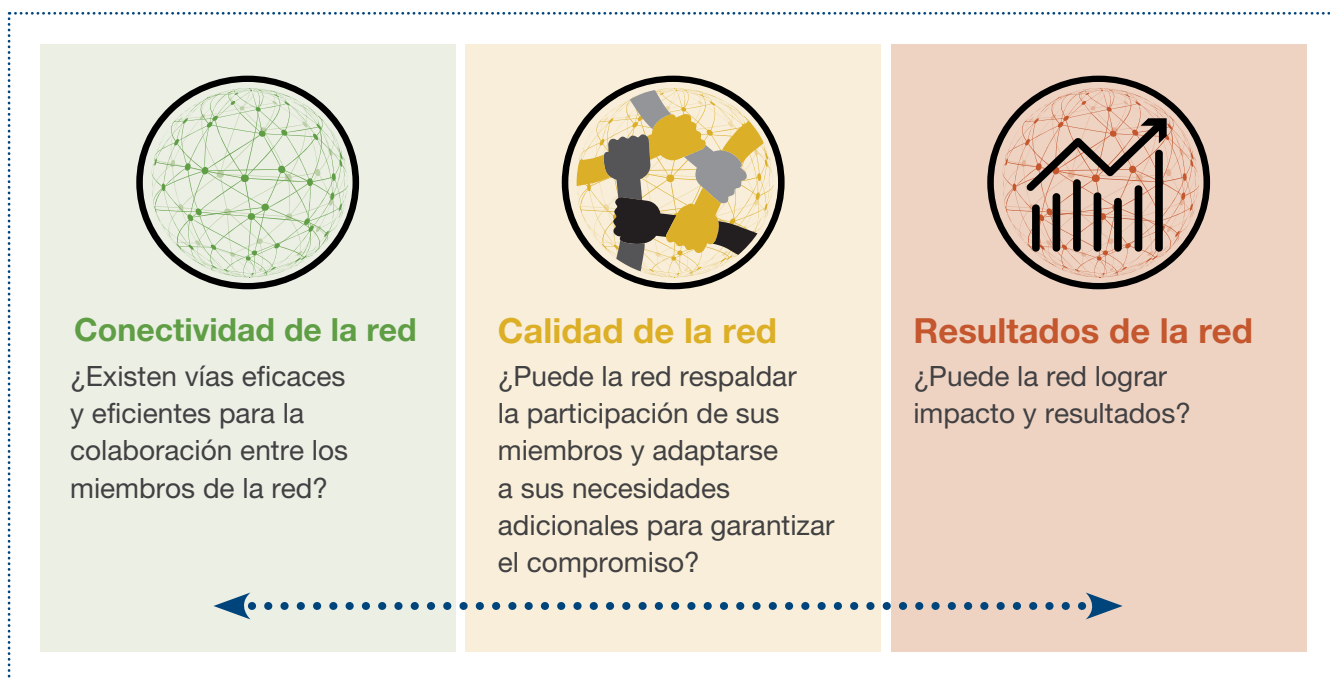 Conectividad de la red
¿Existen vías eficaces
y eficientes para la
colaboración entre los
miembros de la red?
Calidad de la red
¿Puede la red respaldar
la participación de sus
miembros y adaptarse
a sus necesidades
adicionales para garantizar
el compromiso?
Resultados de la red
¿Puede la red lograr
impacto y resultados?